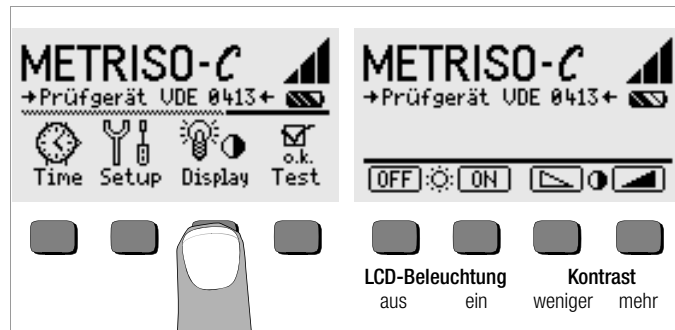 METRISO-C
→Prüfgerät VDE 0413←
Time Setup Display o.k. Test
METRISO-C
→Prüfgerät VDE 0413←
OFF ON
LCD-Beleuchtung Kontrast
aus ein weniger mehr